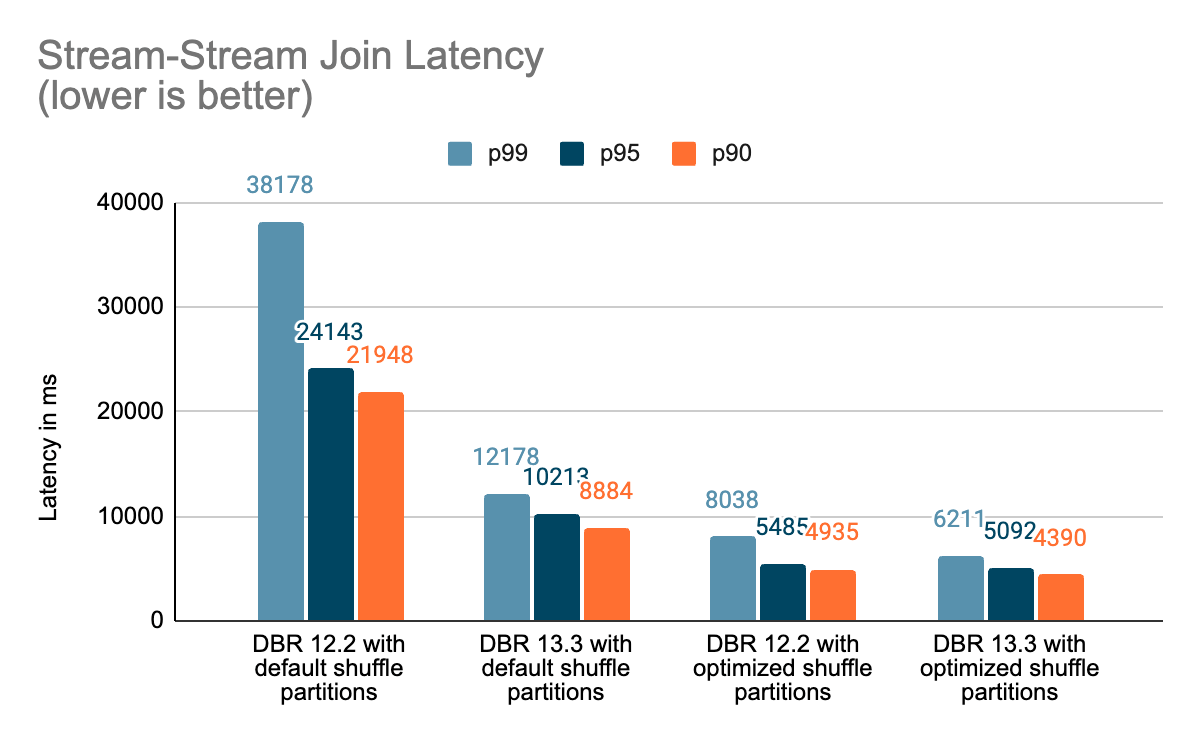 Stream-Stream Join Latency
(lower is better)
p99 p95 p90
38178
40000
30000
24143
21948
20000
12178
10213
8884
8038
10000
5485
4935
6211
5092
4390
0
Latency in ms
DBR 12.2 with
default shuffle
partitions
DBR 13.3 with
default shuffle
partitions
DBR 12.2 with
optimized shuffle
partitions
DBR 13.3 with
optimized shuffle
partitions